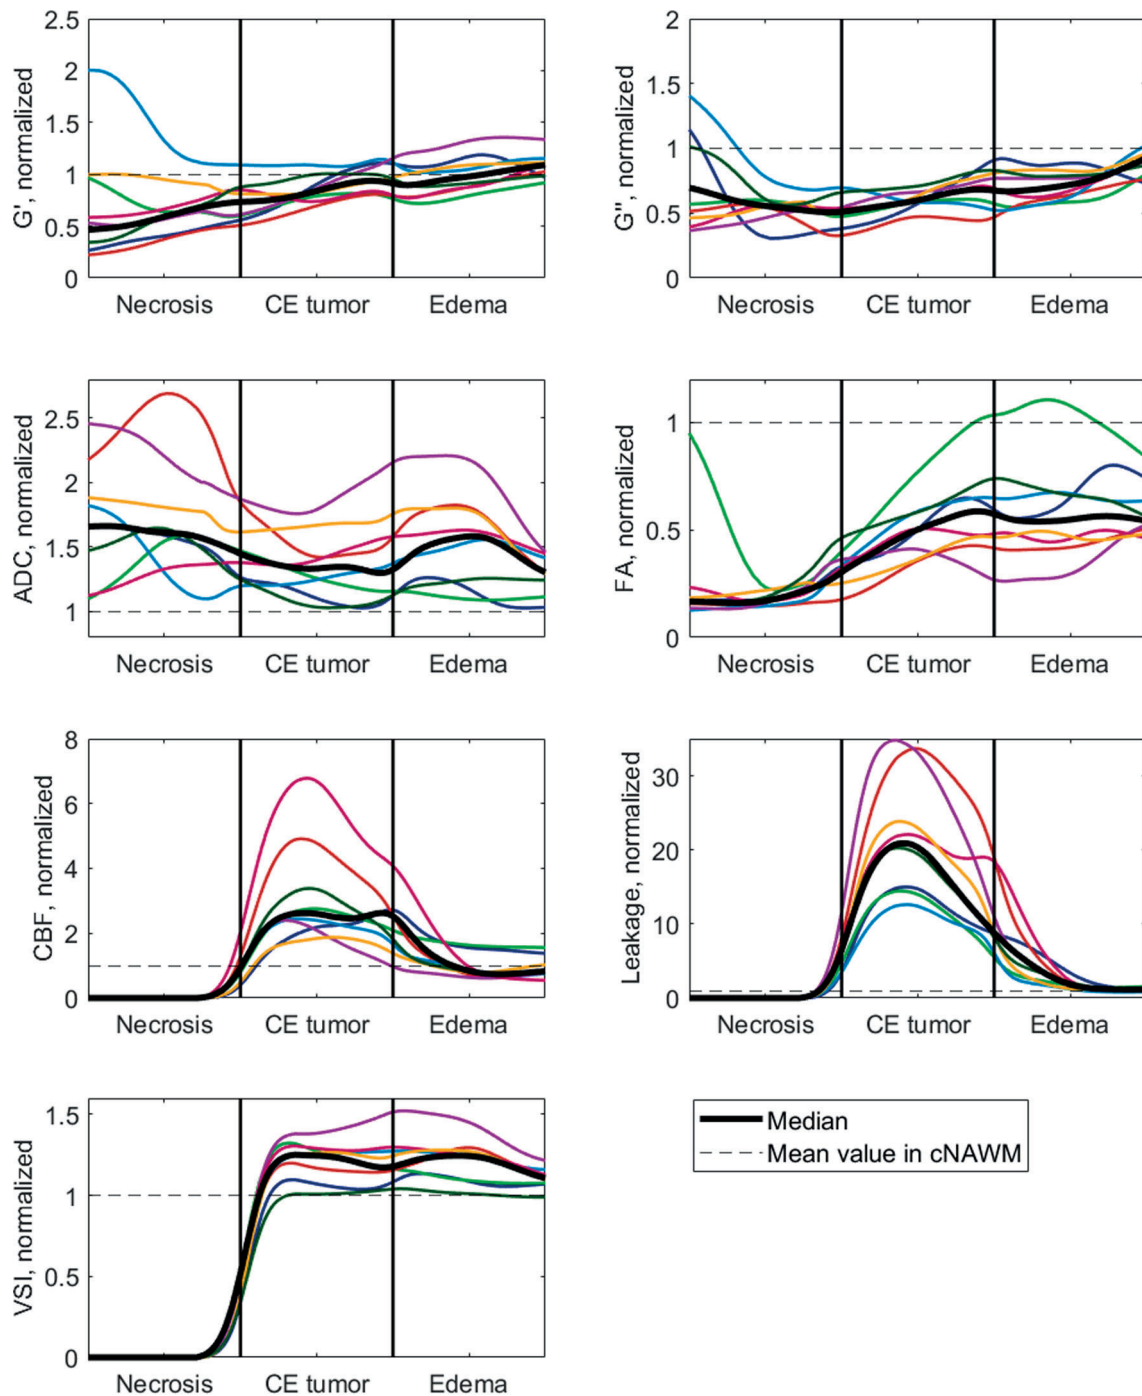 G', normalized
2.5
2
1.5
1
0.5
0
Necrosis CE tumor Edema
G'', normalized
2
1.5
1
0.5
0
Necrosis CE tumor Edema
ADC, normalized
2.5
2
1.5
1
Necrosis CE tumor Edema
FA, normalized
1
0.5
0
Necrosis CE tumor Edema
CBF, normalized
8
6
4
2
0
Necrosis CE tumor Edema
Leakage, normalized
30
20
10
0
Necrosis CE tumor Edema
VSI, normalized
1.5
1
0.5
0
Necrosis CE tumor Edema
Median
Mean value in cNAWM